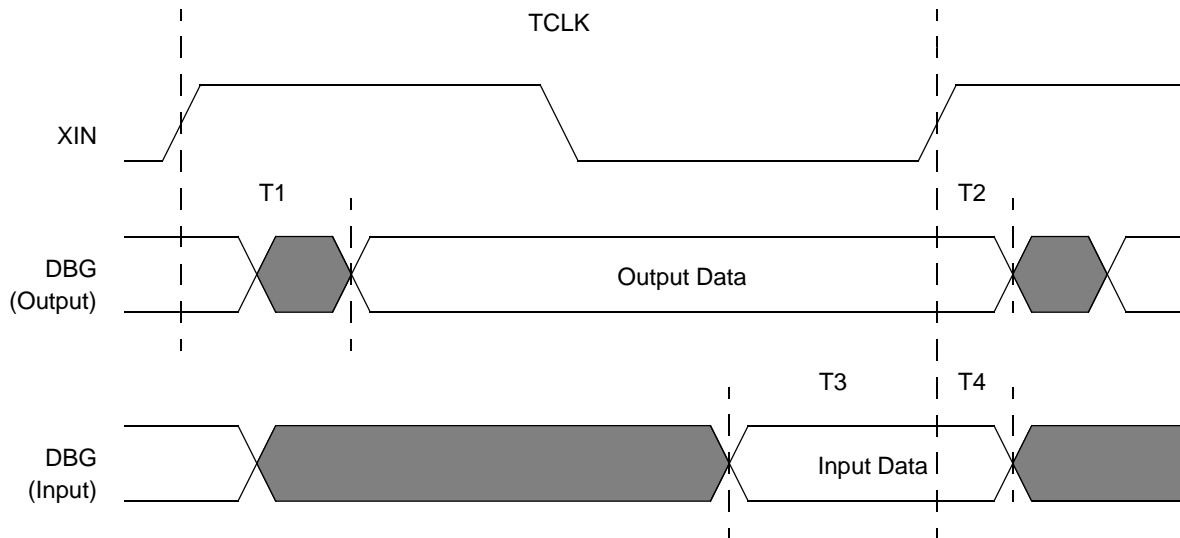 TCLK
XIN
T1
T2
DBG
(Output)
Output Data
T3
T4
DBG
(Input)
Input Data